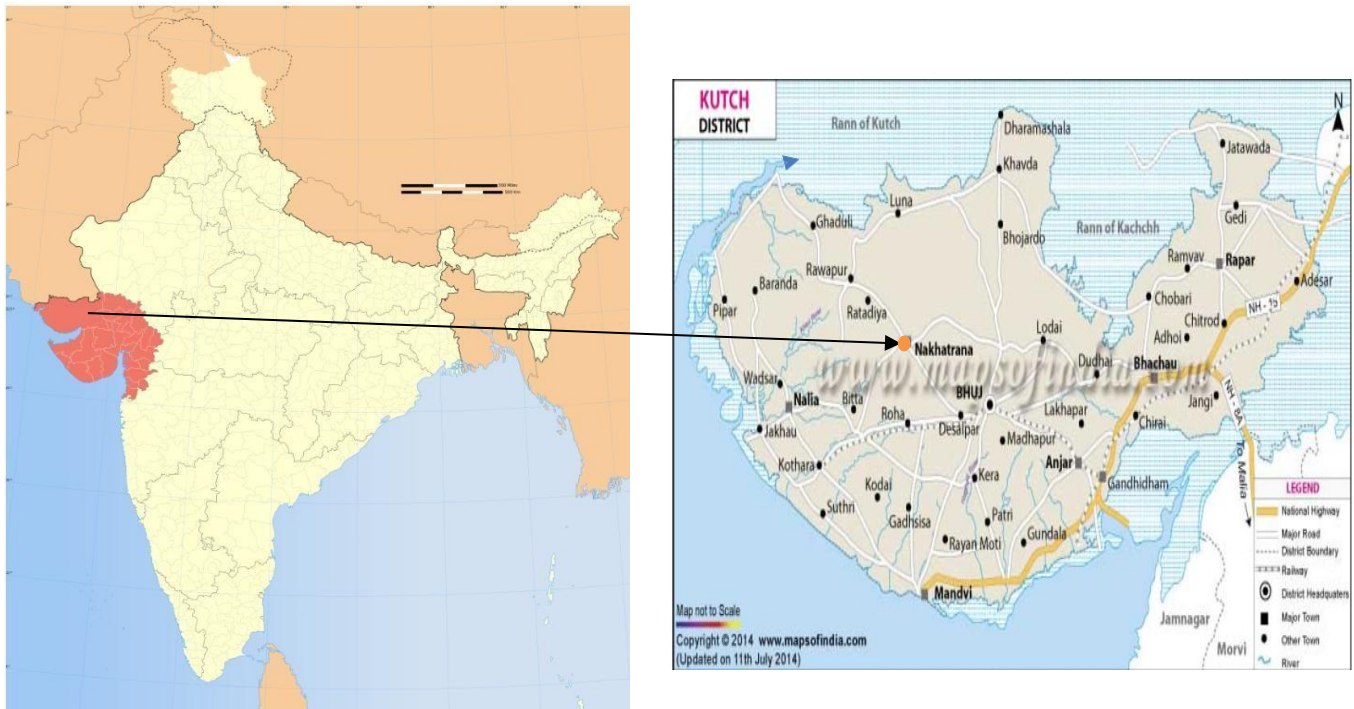 KUTCH
DISTRICT
N
Rann of Kutch
Dharamashala
Khavda
Jatawada
Luna
Gedi
Ghaduli
Bhojardo
Rann of Kachchh
Ramvav
Rapar
Rawapur
Adesar
Baranda
Chobari
NH - 15
Pipar
Ratadiya
Chitrod
Lodai
Adhoi
Nakhatrana
Dudhai
Bhachau
www.mapsofindia.com
Wadsar
BHUJ
Nalia
Bitta
Roha
Lakhapar
Jangi
NH - 8A
Desalpar
Chirai
Jakhau
Madhapur
To Malia
Kothara
Anjar
Kera
Gandhidham
LEGEND
Kodai
National Highway
Suthri
Gadhsisa
Patri
Major Road
Rayan Moti
Gundala
District Boundary
Railway
Mandvi
District Headquaters
Map not to Scale
Major Town
Jamnagar
Copyright © 2014 www.mapsofindia.com
Other Town
(Updated on 11th July 2014)
Morvi
River